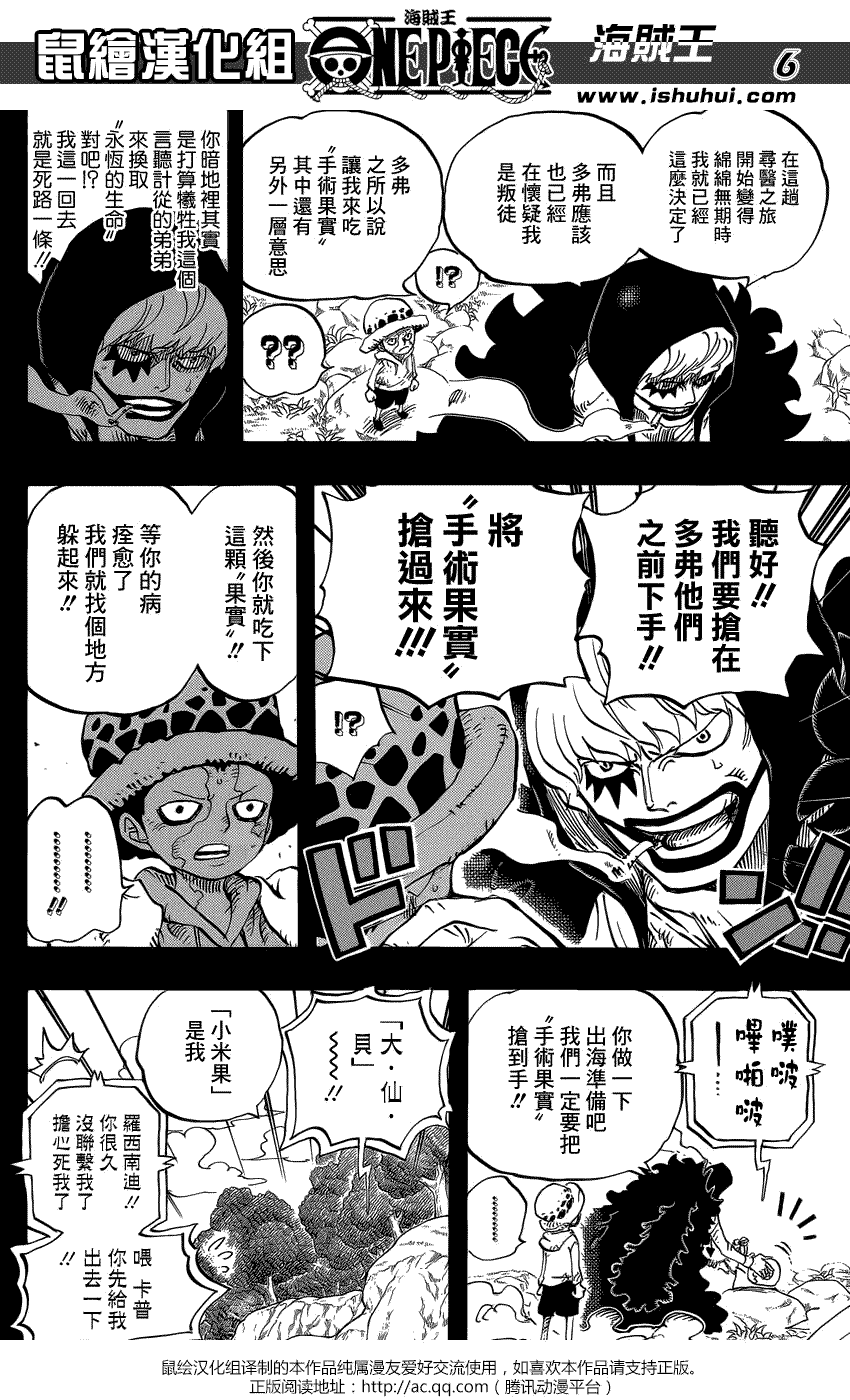 鼠繪漢化組
海賊王
ONE PIECE
海賊王
6
www.ishuhui.com
在這趟
尋醫之旅
開始變得
綿綿無期時
我就已經
這麼決定了
而且
多弗應該
也已經
在懷疑我
是叛徒
多弗
之所以說
讓我來吃
“手術果實”
其中還有
另外一層意思
!?
??
你暗地裡其實
是打算犧牲我這個
言聽計從的弟弟
來換取
“永恆的生命”
對吧!?
我這一回去
就是死路一條!!
聽好!!
我們要搶在
多弗他們
之前下手!!
將
“手術果實”
搶過來!!!
!?
ドン
然後你就吃下
這顆“果實”!!
等你的病
痊愈了
我們就找個地方
躲起來!!
………!!
噗波
嗶啪波
—……
你做一下
出海準備吧
我們一定要把
“手術果實”
搶到手!!
………
「大・仙・
貝」
~~~~!!
「小米果」
是我
羅西南迪!!
你很久
沒聯繫我了
擔心死我了
喂 卡普
你先給我
出去一下
!!
鼠绘汉化组译制的本作品纯属漫友爱好交流使用，如喜欢本作品请支持正版。
正版阅读地址：http://ac.qq.com（腾讯动漫平台）